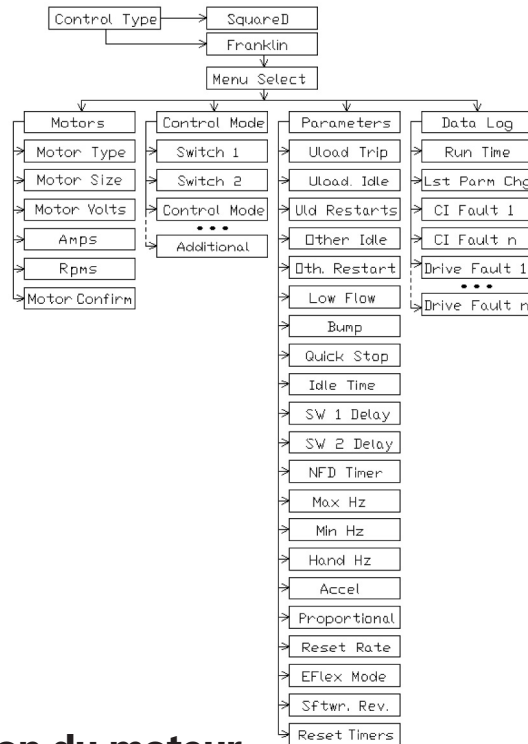 Control Type
SquareD
Franklin
Menu Select
Motors
Motor Type
Motor Size
Motor Volts
Amps
Rpms
Motor Confirm
Control Mode
Switch 1
Switch 2
Control Mode
• • •
Additional
Parameters
Uload Trip
Uload. Idle
Uld Restarts
Other Idle
Oth. Restart
Low Flow
Bump
Quick Stop
Idle Time
SW 1 Delay
SW 2 Delay
NFD Timer
Max Hz
Min Hz
Hand Hz
Accel
Proportional
Reset Rate
EFlex Mode
Sftwr. Rev.
Reset Timers
Data Log
Run Time
Lst Parm Chg
CI Fault 1
CI Fault n
Drive Fault 1
• • •
Drive Fault n
du moteur